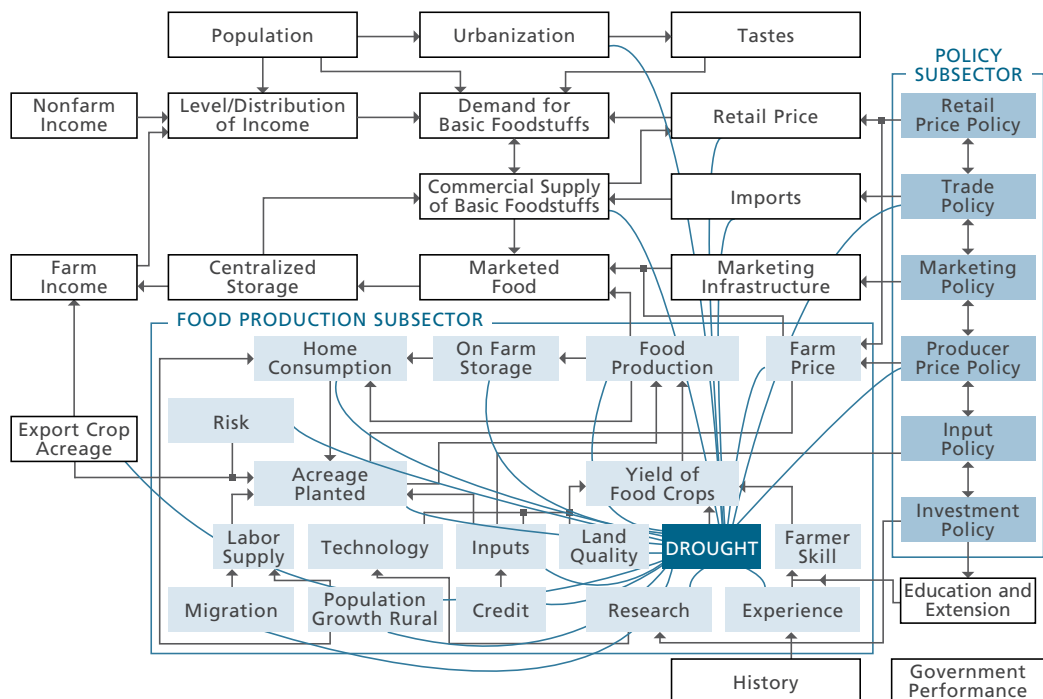 Population
Urbanization
Tastes
POLICY
SUBSECTOR
Nonfarm
Income
Level/Distribution
of Income
Demand for
Basic Foodstuffs
Retail Price
Retail
Price Policy
Commercial Supply
of Basic Foodstuffs
Imports
Trade
Policy
Farm
Income
Centralized
Storage
Marketed
Food
Marketing
Infrastructure
Marketing
Policy
FOOD PRODUCTION SUBSECTOR
Home
Consumption
On Farm
Storage
Food
Production
Farm
Price
Producer
Price Policy
Export Crop
Acreage
Risk
Input
Policy
Acreage
Planted
Yield of
Food Crops
Investment
Policy
Labor
Supply
Technology
Inputs
Land
Quality
DROUGHT
Farmer
Skill
Migration
Population
Growth Rural
Credit
Research
Experience
Education and
Extension
History
Government
Performance